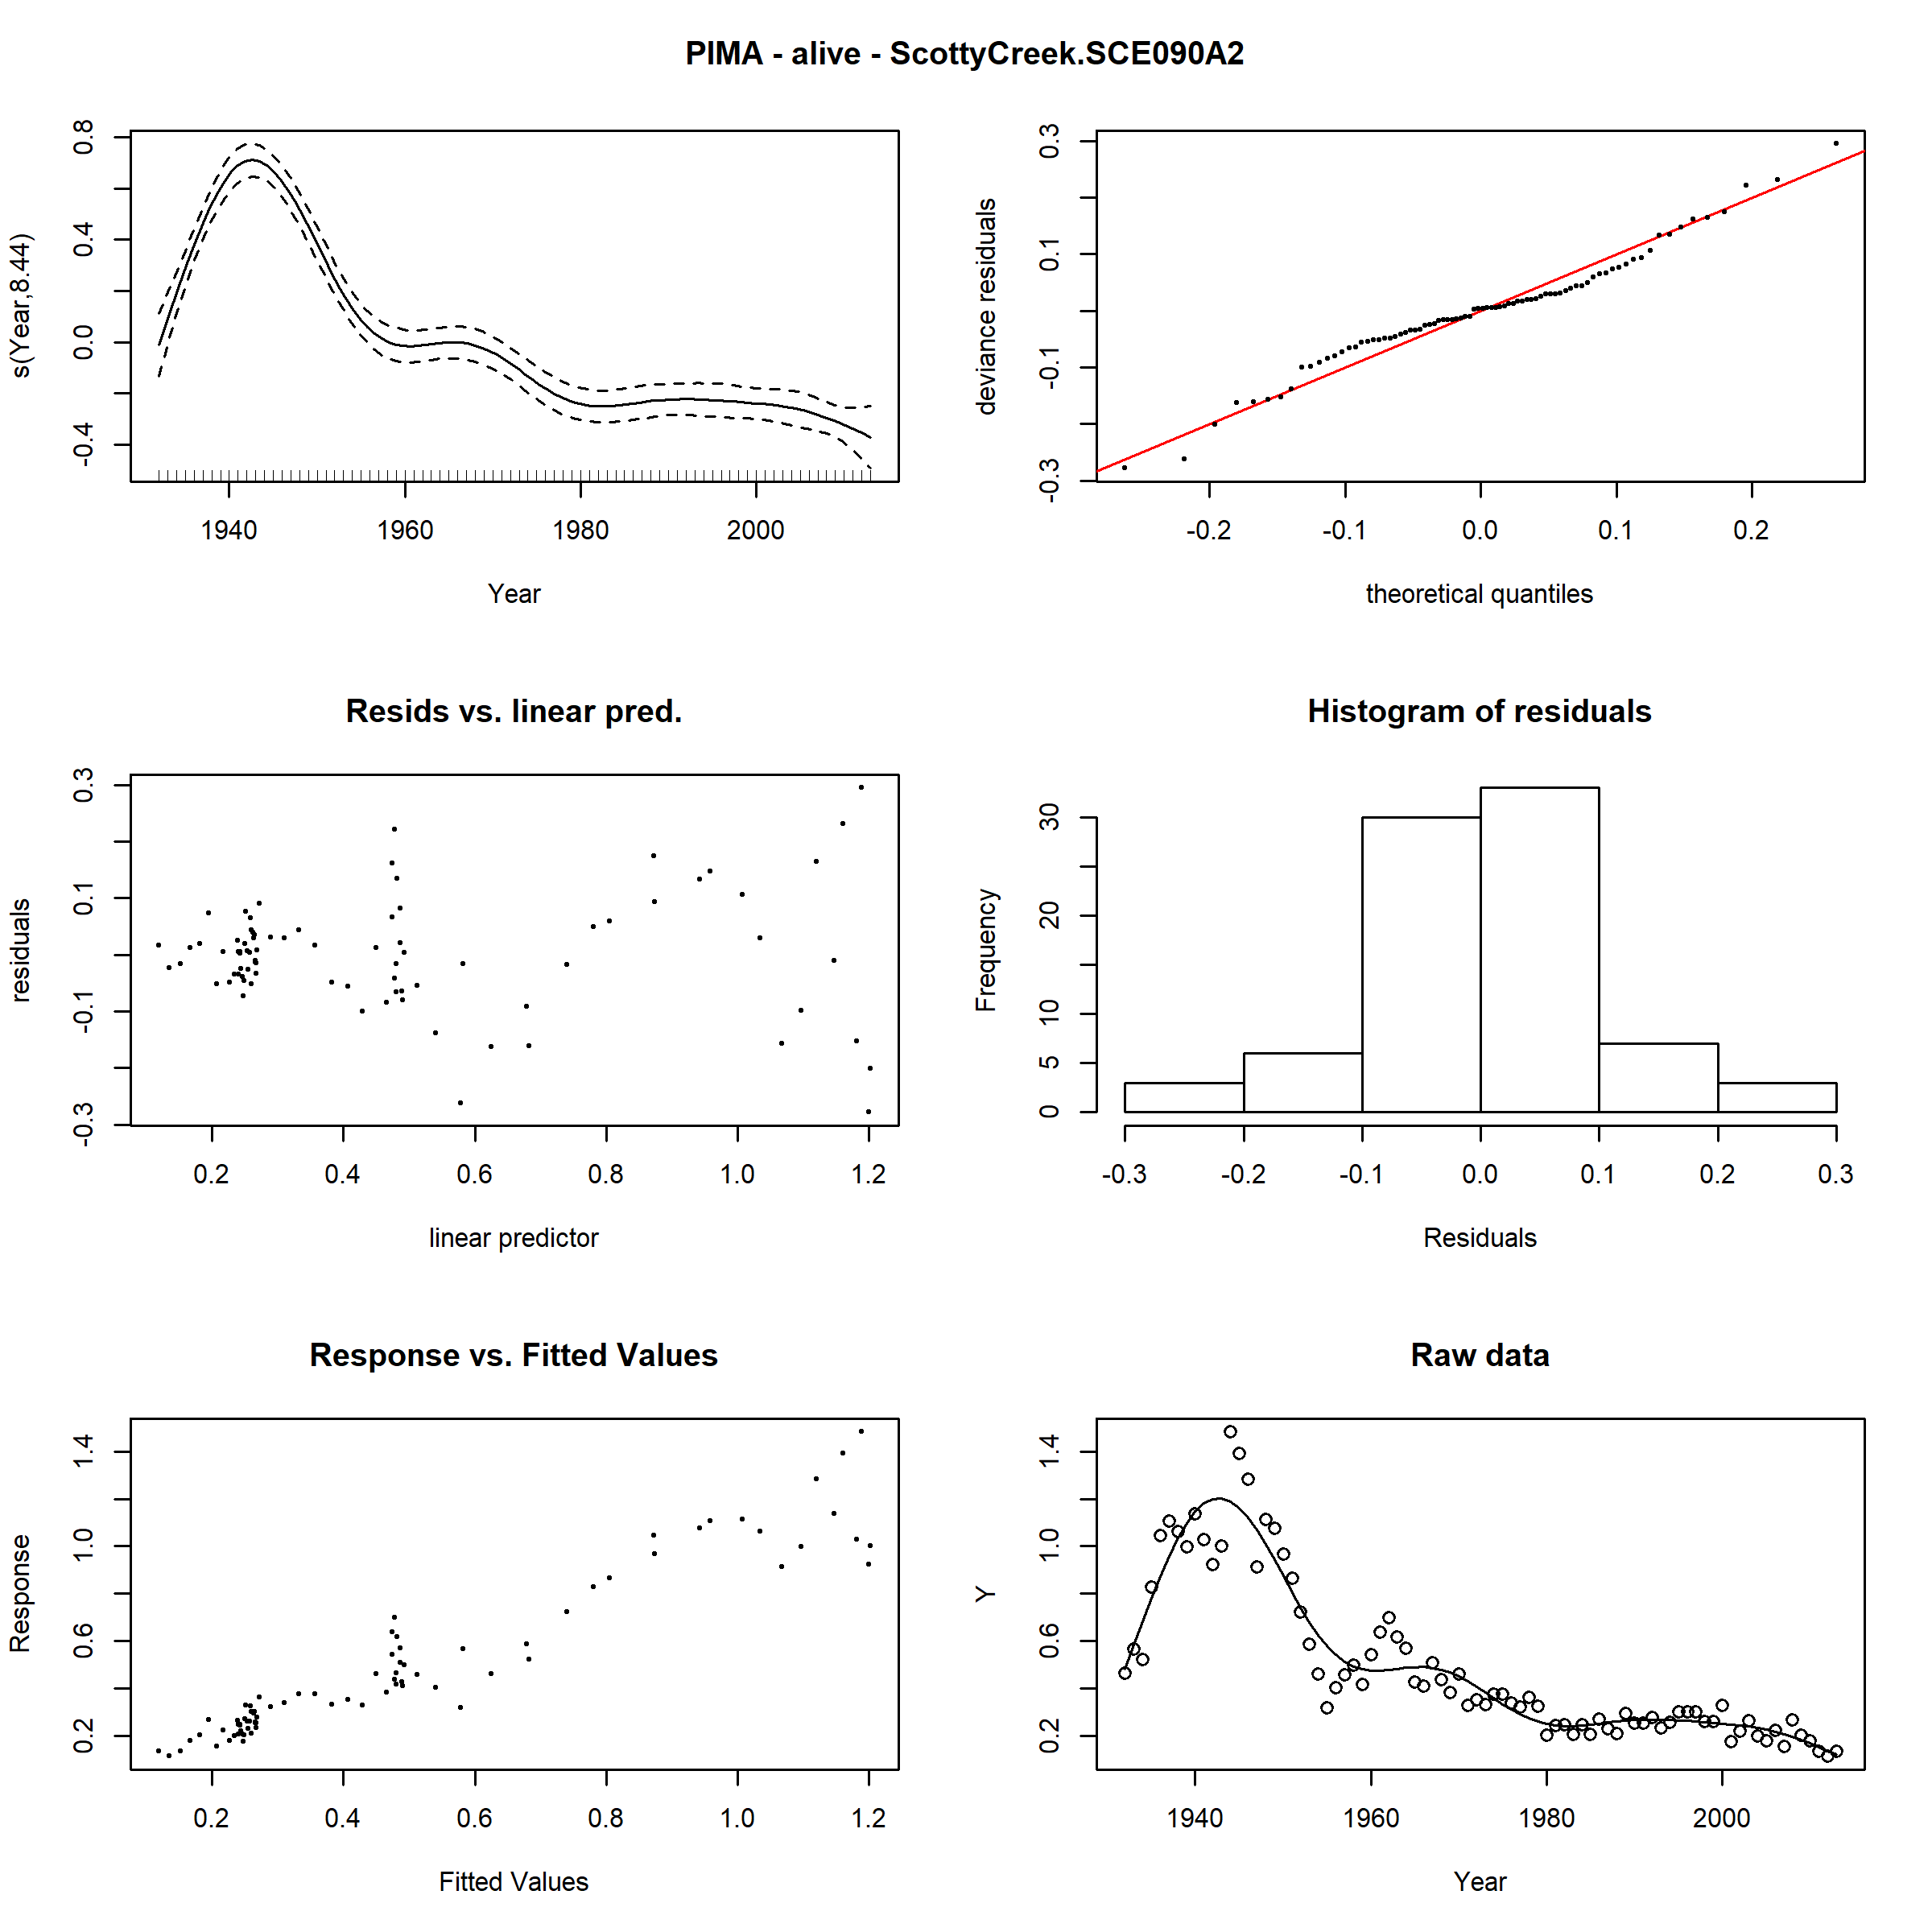 PIMA - alive - ScottyCreek.SCE090A2
s(Year,8.44)
-0.4 0.0 0.4 0.8
1940 1960 1980 2000
Year
deviance residuals
-0.3 -0.1 0.1 0.3
-0.2 -0.1 0.0 0.1 0.2
theoretical quantiles
Resids vs. linear pred.
residuals
-0.3 -0.1 0.1 0.3
0.2 0.4 0.6 0.8 1.0 1.2
linear predictor
Histogram of residuals
Frequency
0 5 10 20 30
-0.3 -0.2 -0.1 0.0 0.1 0.2 0.3
Residuals
Response vs. Fitted Values
Response
0.2 0.6 1.0 1.4
0.2 0.4 0.6 0.8 1.0 1.2
Fitted Values
Raw data
Y
0.2 0.6 1.0 1.4
1940 1960 1980 2000
Year